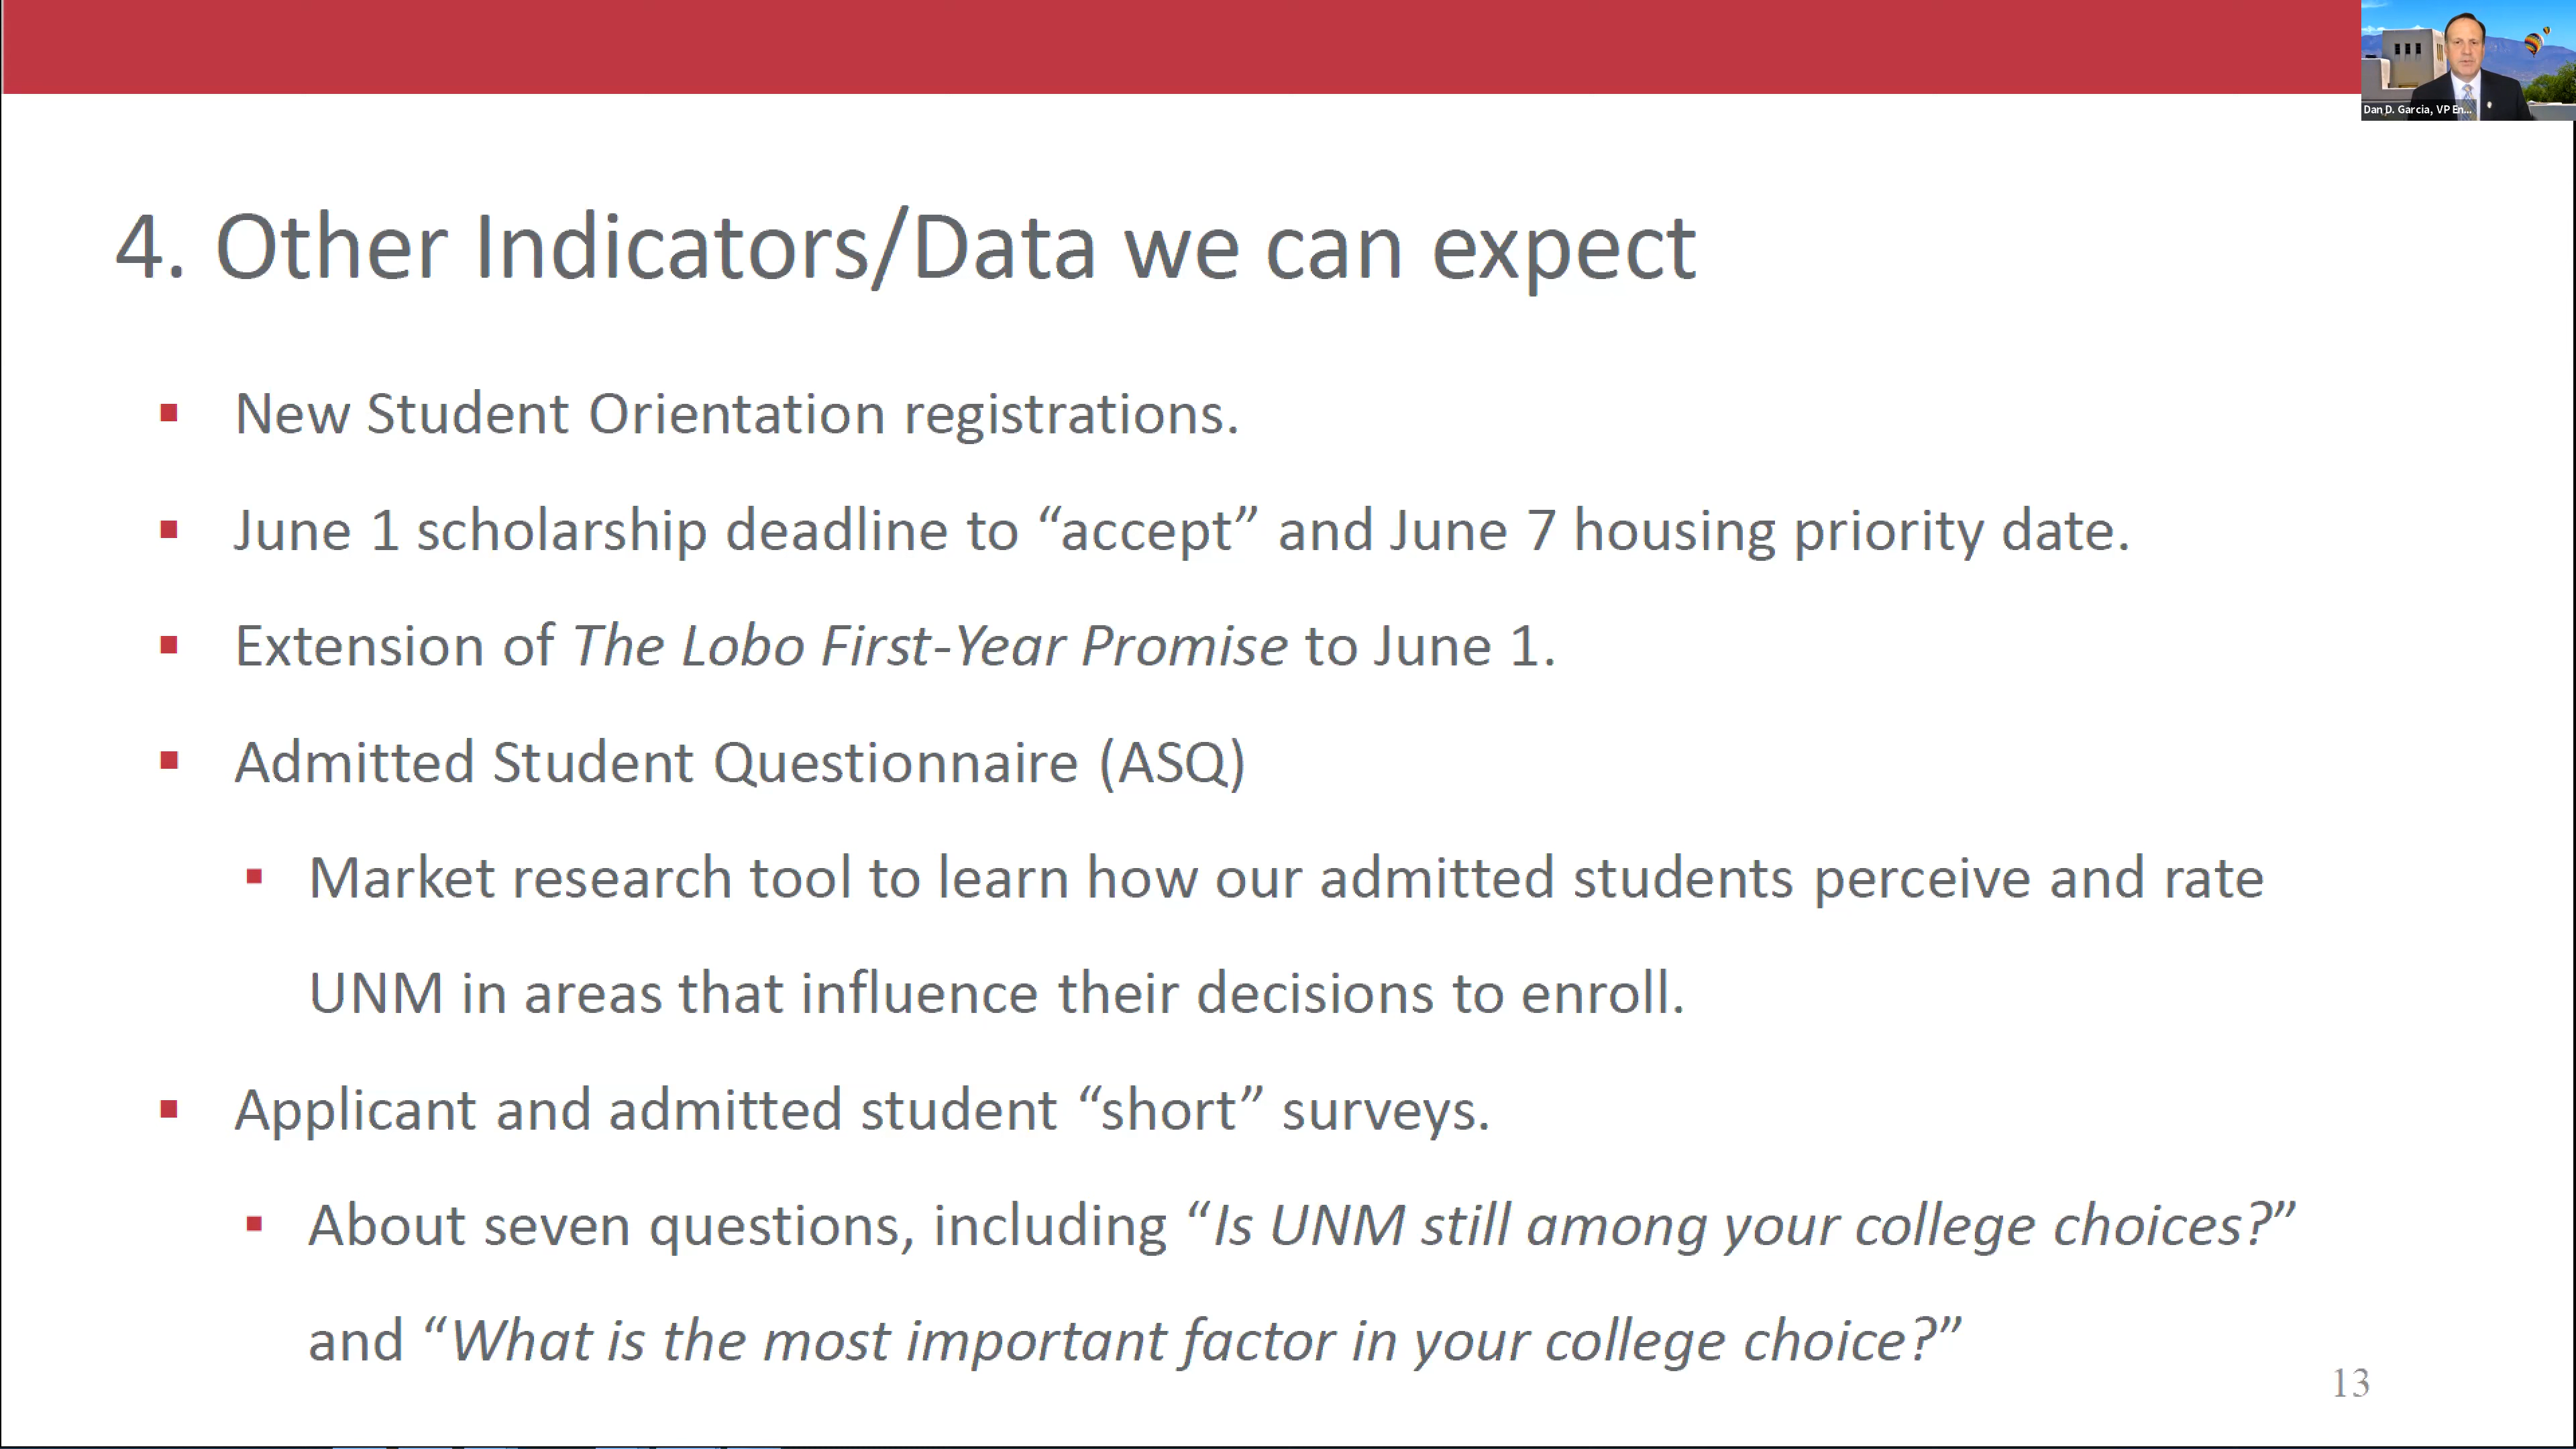 Dan D. Garcia, VP En...
4. Other Indicators/Data we can expect
▪ New Student Orientation registrations.
▪ June 1 scholarship deadline to “accept” and June 7 housing priority date.
▪ Extension of The Lobo First-Year Promise to June 1.
▪ Admitted Student Questionnaire (ASQ)
▪ Market research tool to learn how our admitted students perceive and rate
UNM in areas that influence their decisions to enroll.
▪ Applicant and admitted student “short” surveys.
▪ About seven questions, including “Is UNM still among your college choices?”
and “What is the most important factor in your college choice?”
13